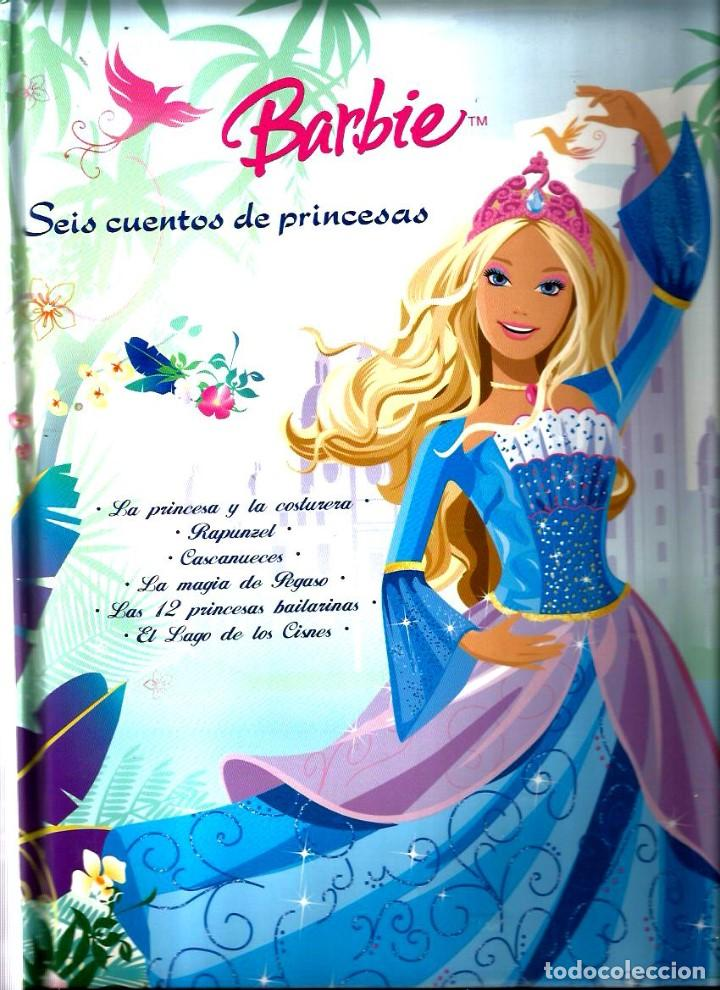 Barbie™
Seis cuentos de princesas
· La princesa y la costurera ·
· Rapunzel ·
· Cascanueces ·
· La magia de Pegaso ·
· Las 12 princesas bailarinas ·
· El Lago de los Cisnes ·
todocoleccion